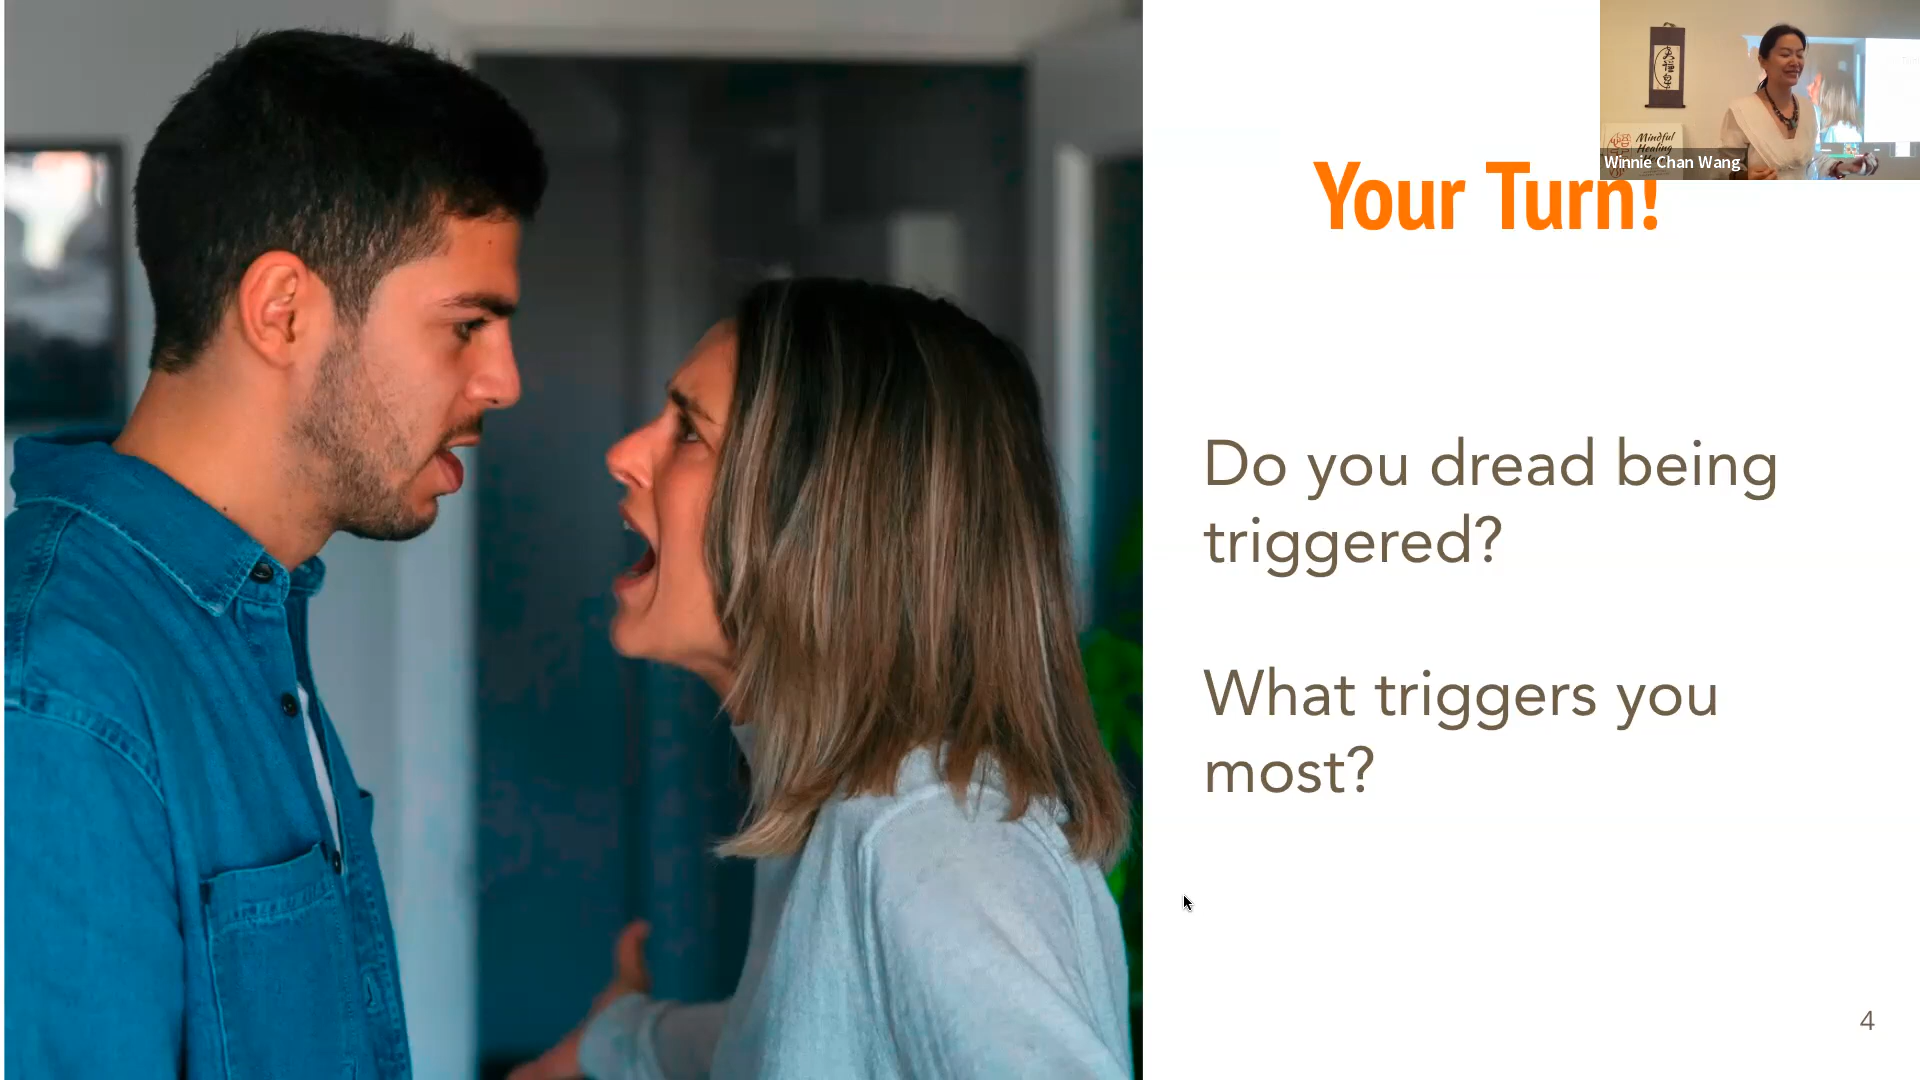 Your Turn!
Mindful
Healing
Winnie Chan Wang
Do you dread being
triggered?
What triggers you
most?
4